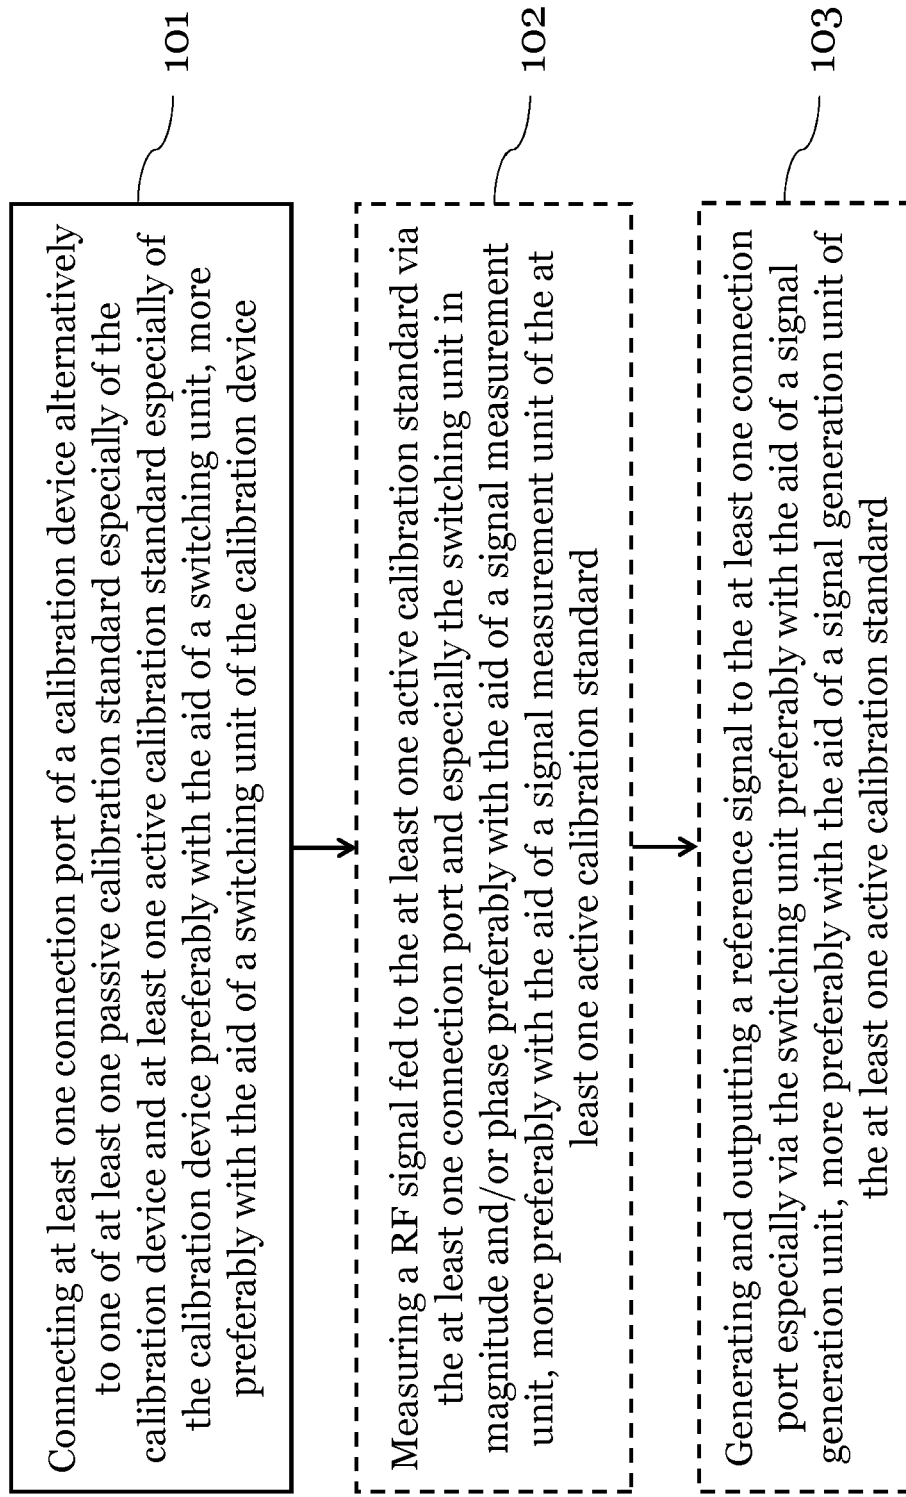 Connecting at least one connection port of a calibration device alternatively
to one of at least one passive calibration standard especially of the
calibration device and at least one active calibration standard especially of
the calibration device preferably with the aid of a switching unit, more
preferably with the aid of a switching unit of the calibration device
101
Measuring a RF signal fed to the at least one active calibration standard via
the at least one connection port and especially the switching unit in
magnitude and/or phase preferably with the aid of a signal measurement
unit, more preferably with the aid of a signal measurement unit of the at
least one active calibration standard
102
Generating and outputting a reference signal to the at least one connection
port especially via the switching unit preferably with the aid of a signal
generation unit, more preferably with the aid of a signal generation unit of
the at least one active calibration standard
103